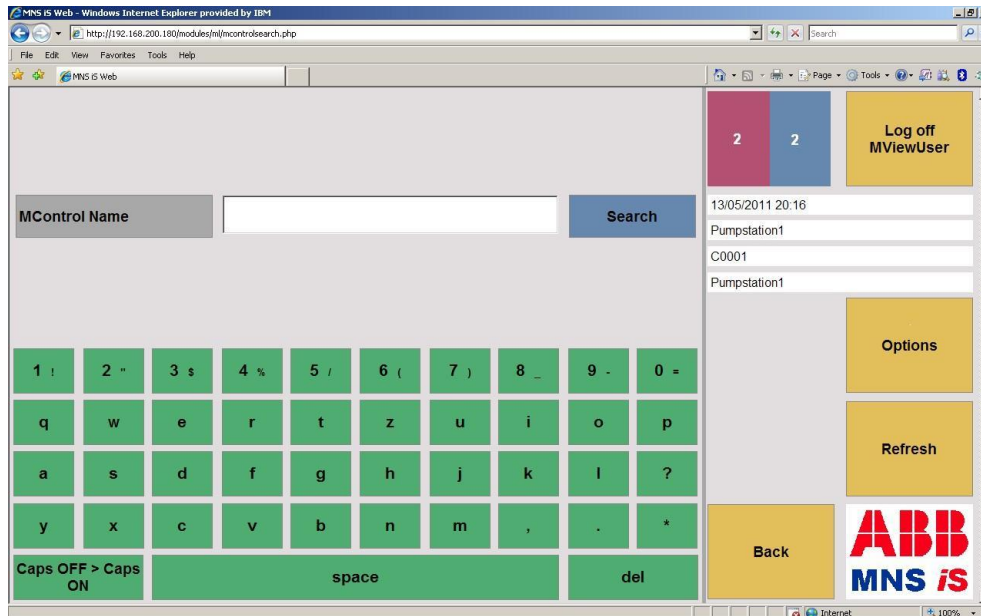 MNS iS Web - Windows Internet Explorer provided by IBM
http://192.168.200.180/modules/ml/mcontrolsearch.php
Search
File Edit View Favorites Tools Help
MNS iS Web
Page
Tools
2 2
Log off
MViewUser
MControl Name
Search
13/05/2011 20:16
Pumpstation1
C0001
Pumpstation1
Options
1 ! 2 " 3 $ 4 % 5 / 6 ( 7 ) 8 _ 9 - 0 =
q w e r t z u i o p
Refresh
a s d f g h j k l ?
y x c v b n m , . *
Back
ABB
MNS iS
Caps OFF > Caps
ON
space
del
Internet
100%